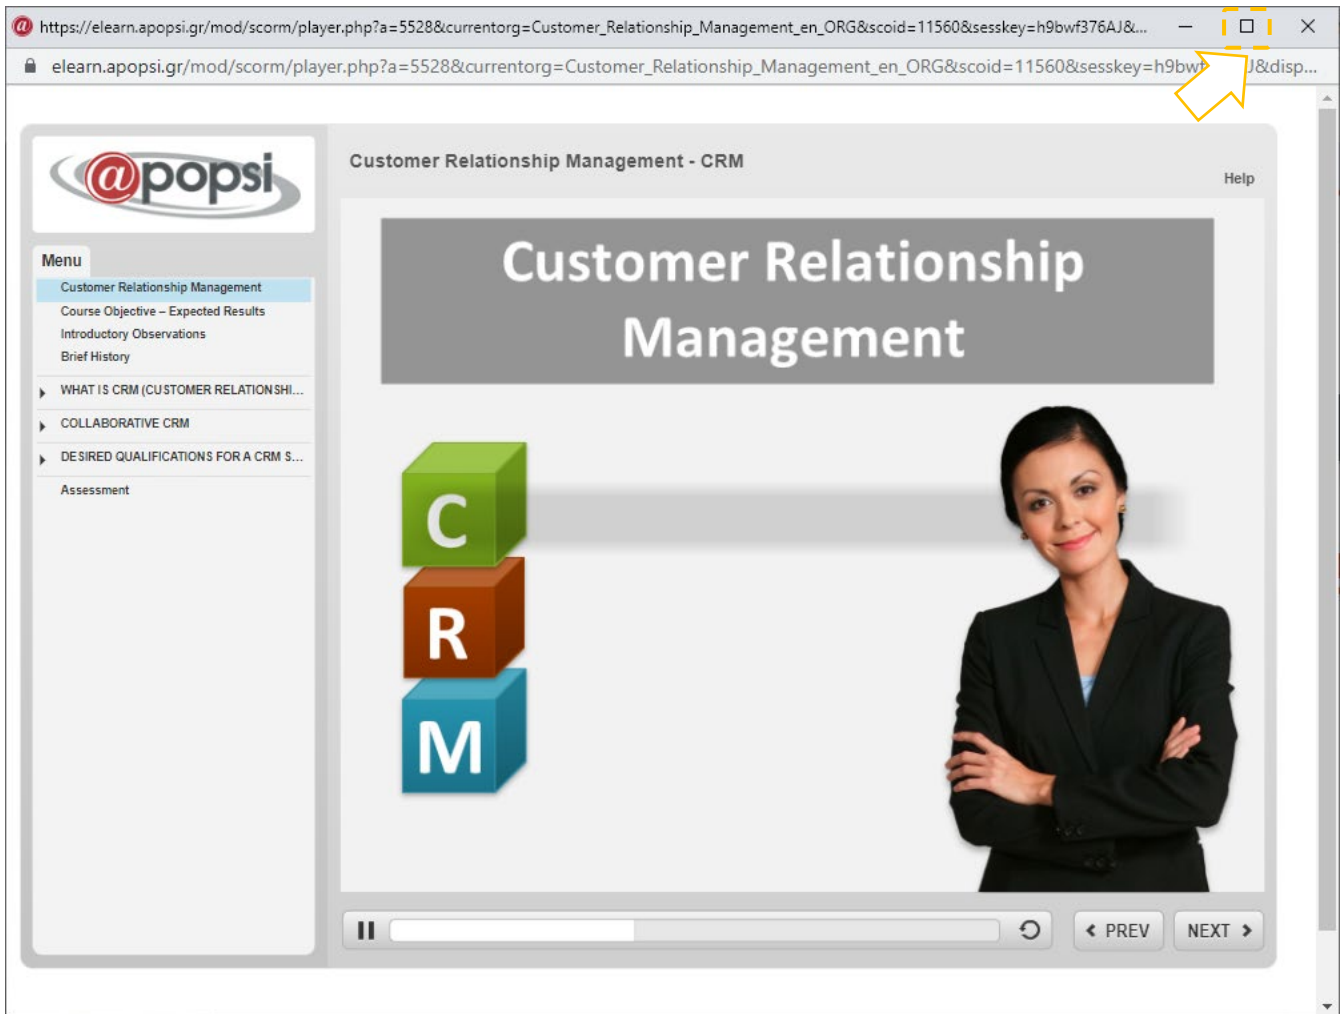 https://elearn.apopsi.gr/mod/scorm/player.php?a=5528&currentorg=Customer_Relationship_Management_en_ORG&scoid=11560&sesskey=h9bwf376AJ&...
elearn.apopsi.gr/mod/scorm/player.php?a=5528&currentorg=Customer_Relationship_Management_en_ORG&scoid=11560&sesskey=h9bwf J&disp...
@popsi
Customer Relationship Management - CRM
Help
Menu
Customer Relationship Management
Course Objective – Expected Results
Introductory Observations
Brief History
WHAT IS CRM (CUSTOMER RELATIONSHI...
COLLABORATIVE CRM
DESIRED QUALIFICATIONS FOR A CRM S...
Assessment
Customer Relationship
Management
C
R
M
PREV
NEXT